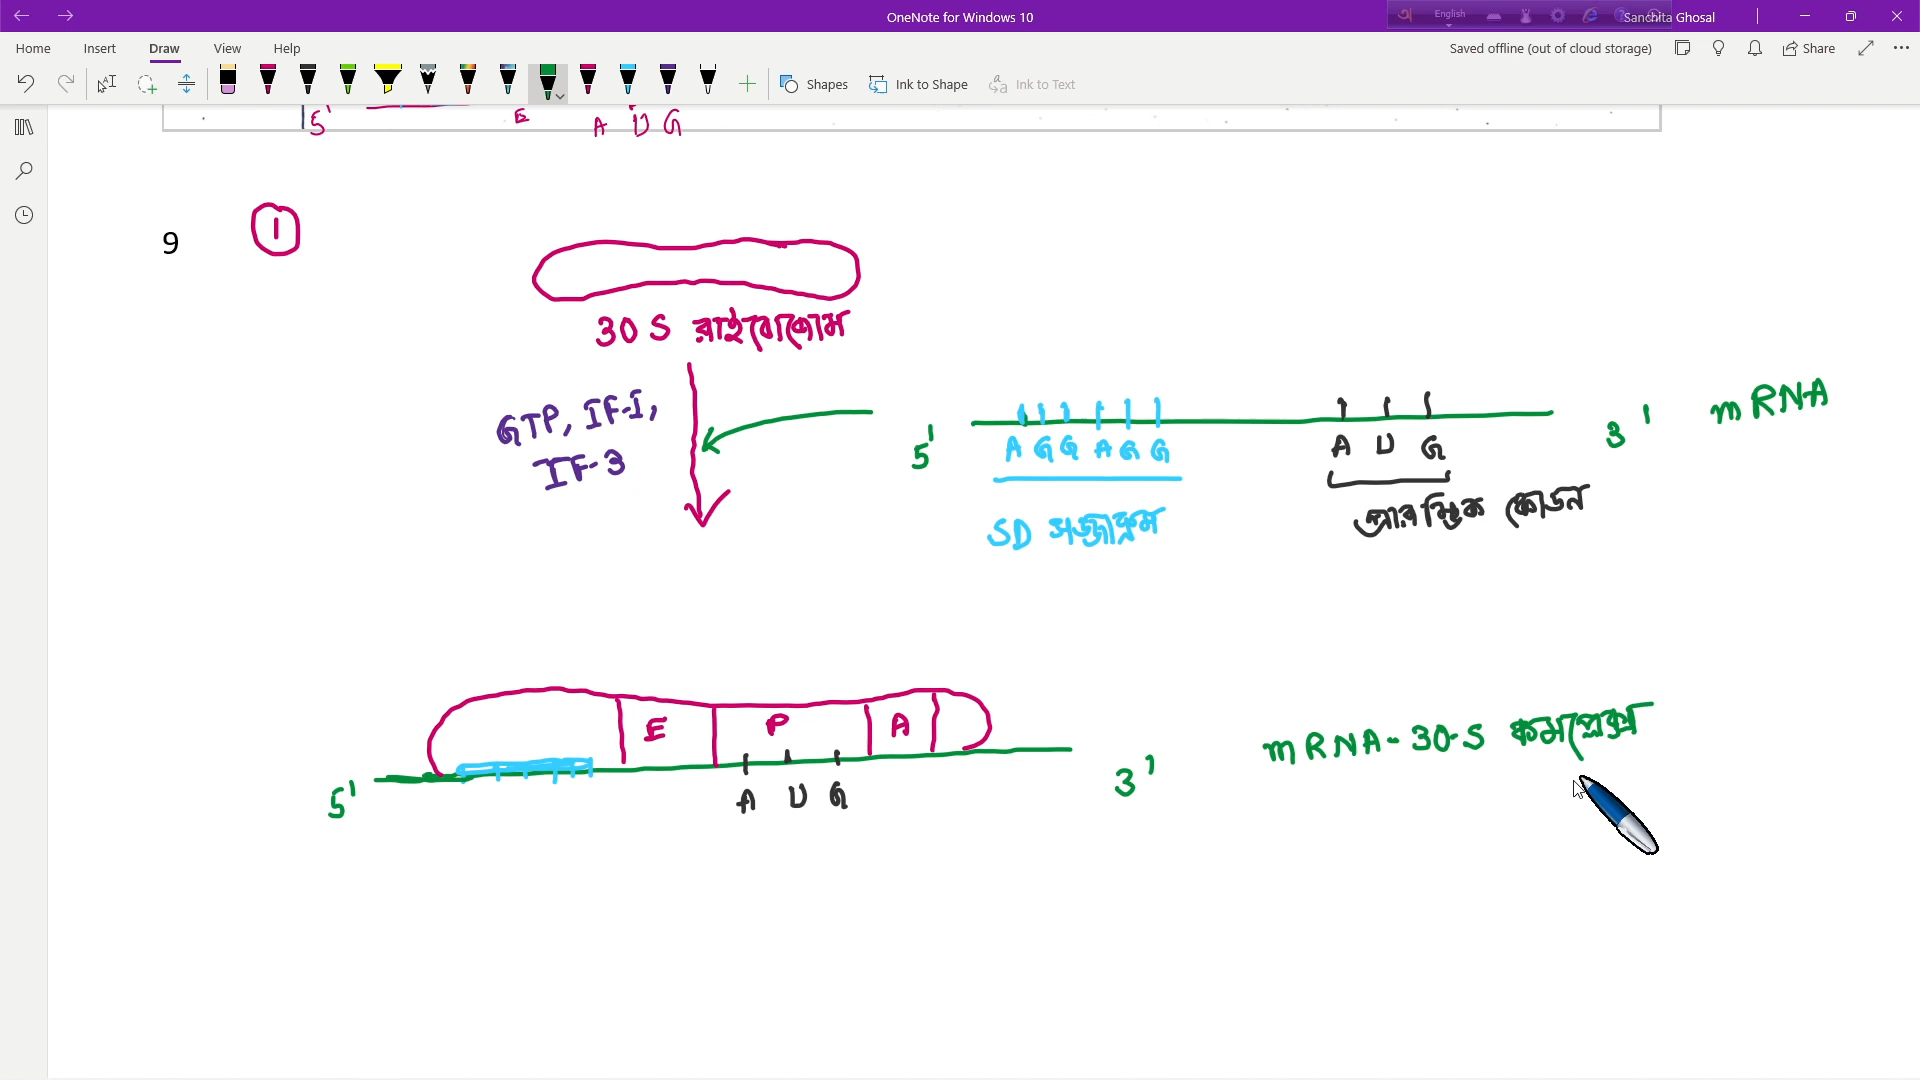 OneNote for Windows 10
English
Sanchita Ghosal
Home Insert Draw View Help
Saved offline (out of cloud storage)
Share
Shapes
Ink to Shape
Ink to Text
5' E A U G
9
1
30 S রাইবোজোম
GTP, IF-I,
IF-3
5'
A G G A G G
A U G
3'
mRNA
SD সজ্জাক্রম
প্রারম্ভিক কোডন
E P A
5'
A U G
3'
mRNA-30-S কমপ্লেক্স